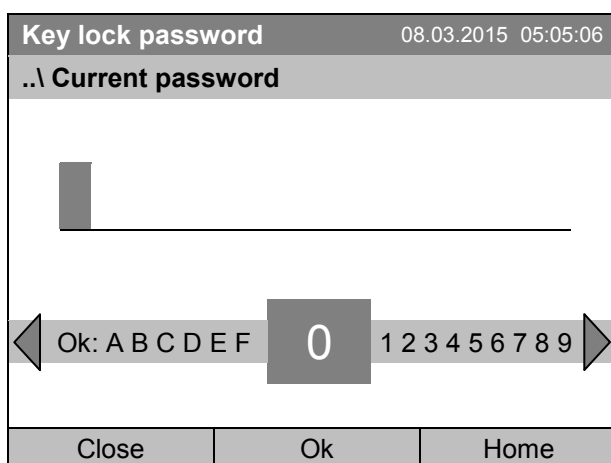 Key lock password 08.03.2015 05:05:06
..\ Current password
Ok: A B C D E F 0 1 2 3 4 5 6 7 8 9
Close Ok Home